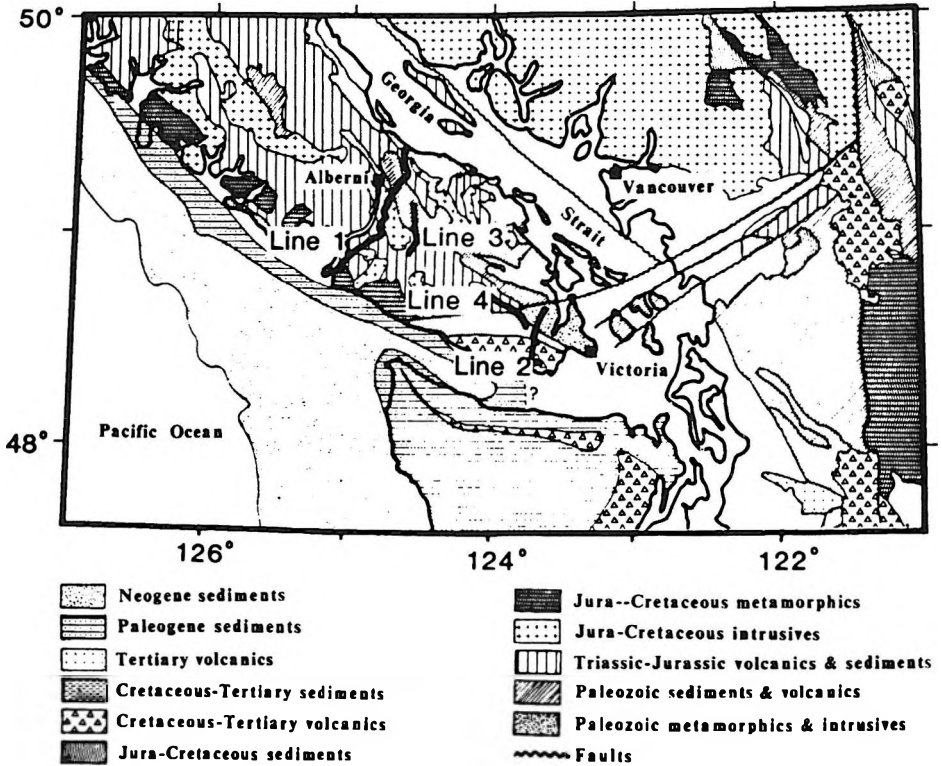 50°
Georgia
Alberni
Vancouver
Strait
Line 1
Line 3
Line 4
Line 2
Victoria
?
Pacific Ocean
48°
126°
124°
122°
Neogene sediments
Paleogene sediments
Tertiary volcanics
Cretaceous-Tertiary sediments
Cretaceous-Tertiary volcanics
Jura-Cretaceous sediments
Jura--Cretaceous metamorphics
Jura-Cretaceous intrusives
Triassic-Jurassic volcanics & sediments
Paleozoic sediments & volcanics
Paleozoic metamorphics & intrusives
Faults